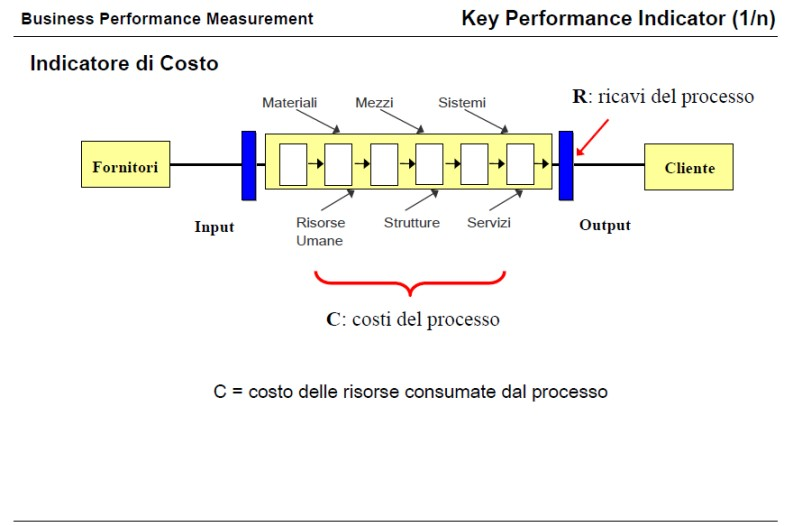 Business Performance Measurement
Key Performance Indicator (1/n)
Indicatore di Costo
Materiali
Mezzi
Sistemi
R: ricavi del processo
Fornitori
Cliente
Input
Risorse
Umane
Strutture
Servizi
Output
C: costi del processo
C = costo delle risorse consumate dal processo